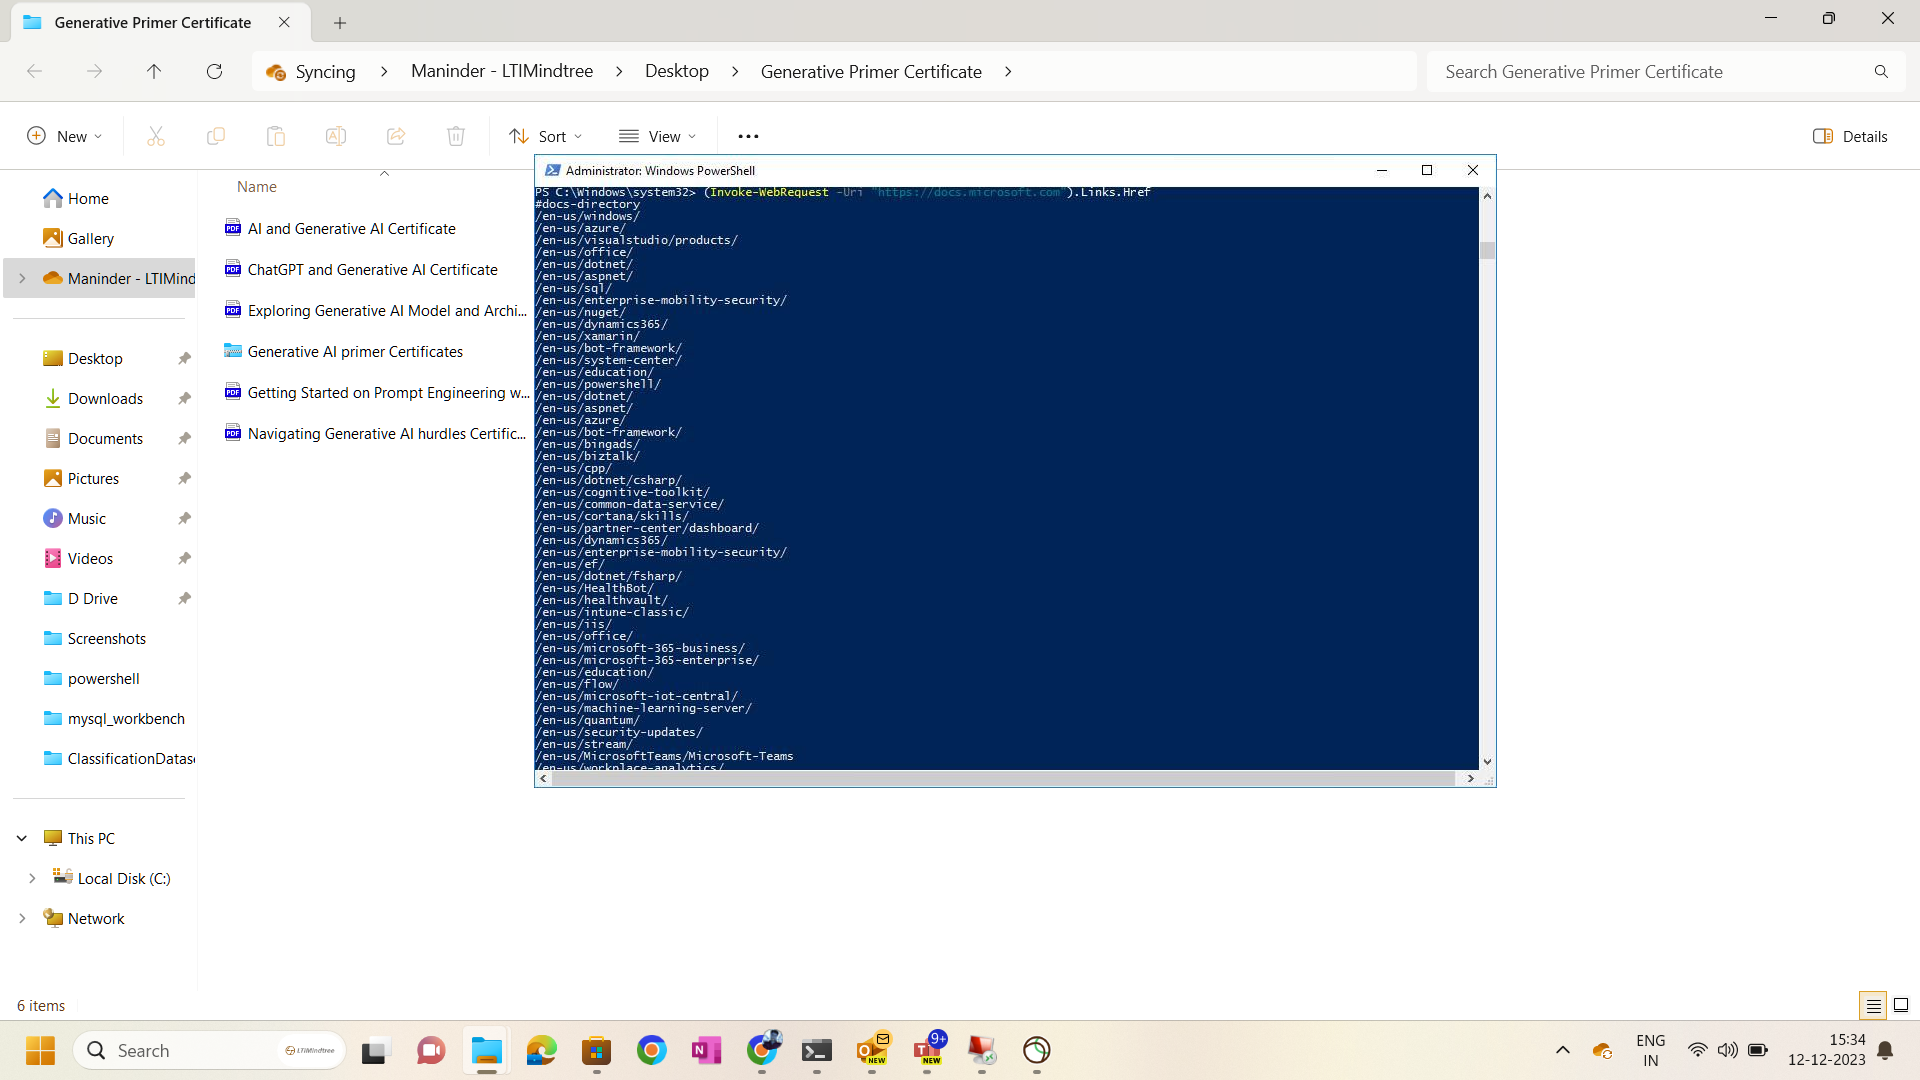 Generative Primer Certificate
Syncing > Maninder - LTIMindtree > Desktop > Generative Primer Certificate >
Search Generative Primer Certificate
New
Sort
View
Details
Home
Gallery
Maninder - LTIMind
Desktop
Downloads
Documents
Pictures
Music
Videos
D Drive
Screenshots
powershell
mysql_workbench
ClassificationDatas
This PC
Local Disk (C:)
Network
Name
AI and Generative AI Certificate
ChatGPT and Generative AI Certificate
Exploring Generative AI Model and Archi...
Generative AI primer Certificates
Getting Started on Prompt Engineering w...
Navigating Generative AI hurdles Certific...
Administrator: Windows PowerShell
PS C:\Windows\system32> (Invoke-WebRequest -Uri "https://docs.microsoft.com").Links.Href
#docs-directory
/en-us/windows/
/en-us/azure/
/en-us/visualstudio/products/
/en-us/office/
/en-us/dotnet/
/en-us/aspnet/
/en-us/sql/
/en-us/enterprise-mobility-security/
/en-us/nuget/
/en-us/dynamics365/
/en-us/xamarin/
/en-us/bot-framework/
/en-us/system-center/
/en-us/education/
/en-us/powershell/
/en-us/dotnet/
/en-us/aspnet/
/en-us/azure/
/en-us/bot-framework/
/en-us/bingads/
/en-us/biztalk/
/en-us/cpp/
/en-us/dotnet/csharp/
/en-us/cognitive-toolkit/
/en-us/common-data-service/
/en-us/cortana/skills/
/en-us/partner-center/dashboard/
/en-us/dynamics365/
/en-us/enterprise-mobility-security/
/en-us/ef/
/en-us/dotnet/fsharp/
/en-us/HealthBot/
/en-us/healthvault/
/en-us/intune-classic/
/en-us/iis/
/en-us/office/
/en-us/microsoft-365-business/
/en-us/microsoft-365-enterprise/
/en-us/education/
/en-us/flow/
/en-us/microsoft-iot-central/
/en-us/machine-learning-server/
/en-us/quantum/
/en-us/security-updates/
/en-us/stream/
/en-us/MicrosoftTeams/Microsoft-Teams
/en-us/workplace-analytics/
6 items
Search
LTIMindtree
NEW
9+
NEW
ENG
IN
15:34
12-12-2023